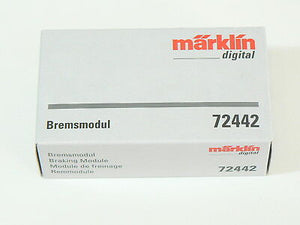 märklin
digital
Bremsmodul 72442
Bremsmodul
Braking Module
Module de freinage
Remmodule
märklin
digital
72442